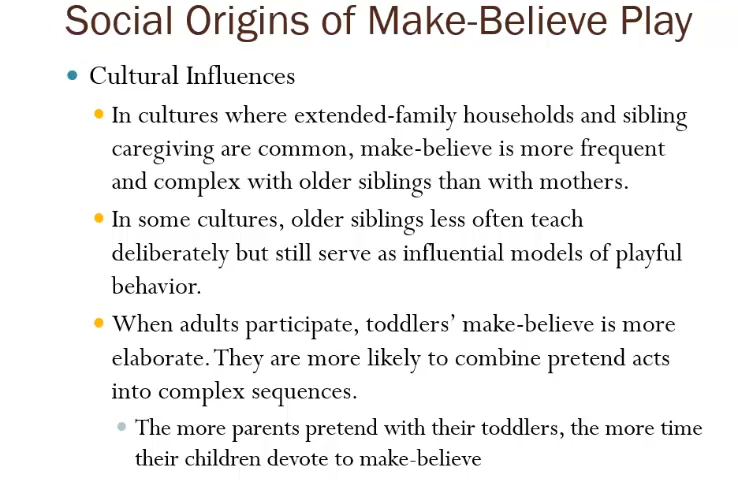 Social Origins of Make-Believe Play
• Cultural Influences
• In cultures where extended-family households and sibling
caregiving are common, make-believe is more frequent
and complex with older siblings than with mothers.
• In some cultures, older siblings less often teach
deliberately but still serve as influential models of playful
behavior.
• When adults participate, toddlers' make-believe is more
elaborate. They are more likely to combine pretend acts
into complex sequences.
• The more parents pretend with their toddlers, the more time
their children devote to make-believe